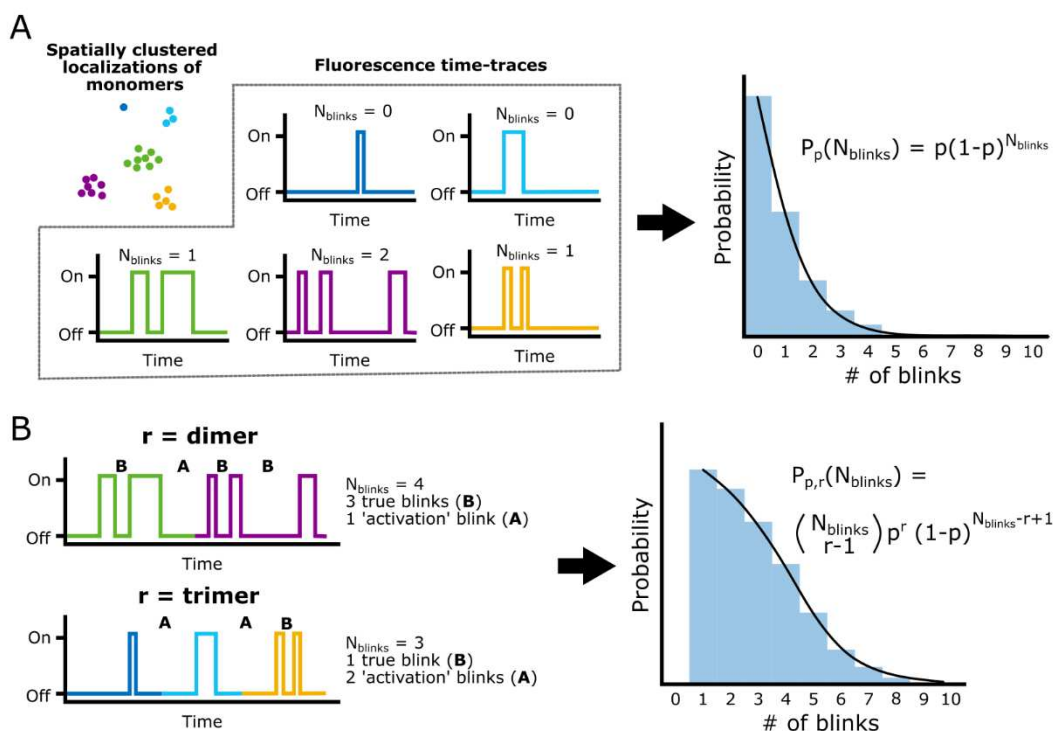 A
Spatially clustered
localizations of
monomers
Fluorescence time-traces
N_blinks = 0
On
Off
Time
N_blinks = 0
On
Off
Time
N_blinks = 1
On
Off
Time
N_blinks = 2
On
Off
Time
N_blinks = 1
On
Off
Time
P_p(N_blinks) = p(1-p)^N_blinks
Probability
0 1 2 3 4 5 6 7 8 9 10
# of blinks
B
r = dimer
B A B B
On
Off
Time
N_blinks = 4
3 true blinks (B)
1 'activation' blink (A)
r = trimer
A A B
On
Off
Time
N_blinks = 3
1 true blink (B)
2 'activation' blinks (A)
P_p,r(N_blinks) =
(N_blinks
r-1) p^r (1-p)^N_blinks-r+1
Probability
0 1 2 3 4 5 6 7 8 9 10
# of blinks